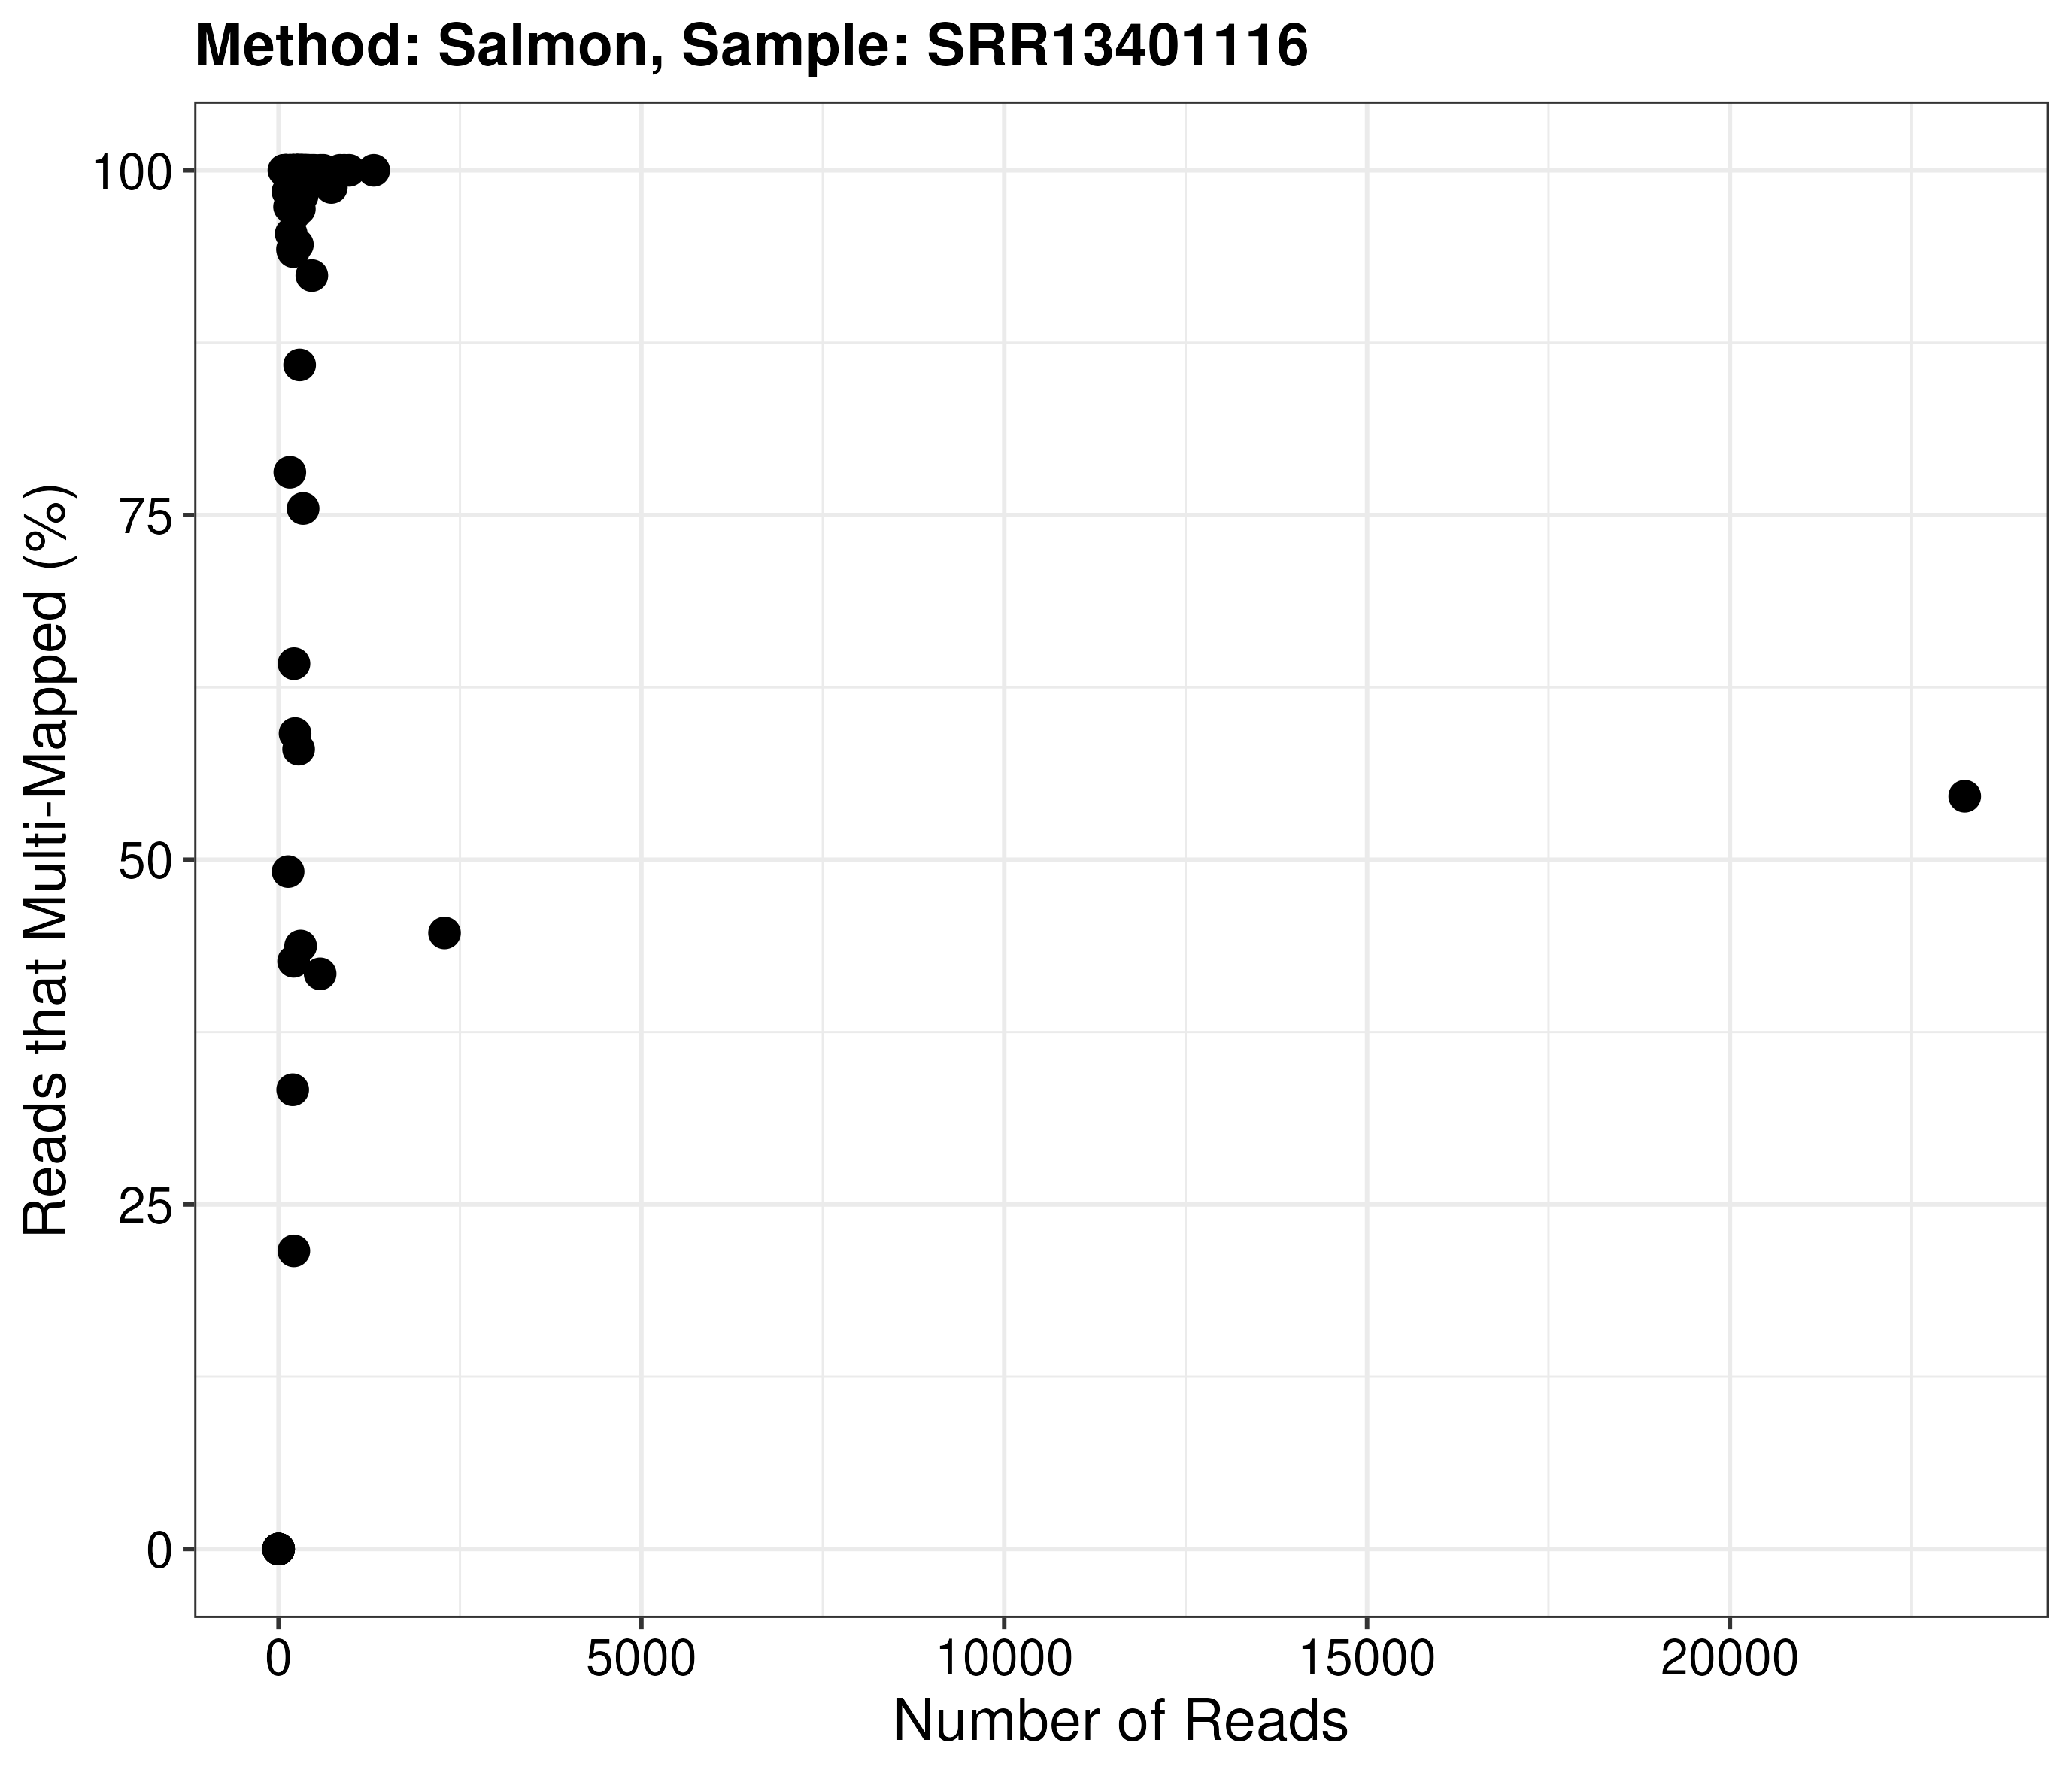 Method: Salmon, Sample: SRR13401116
Reads that Multi-Mapped (%)
100
75
50
25
0
0 5000 10000 15000 20000
Number of Reads